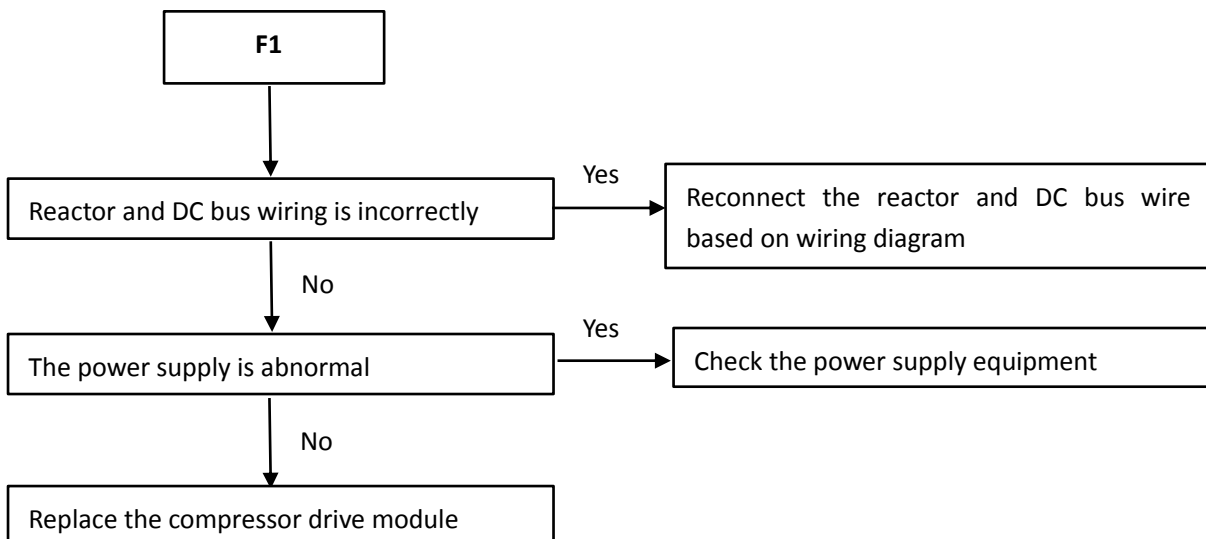 F1
Yes
Reactor and DC bus wiring is incorrectly
Reconnect the reactor and DC bus wire
based on wiring diagram
No
Yes
The power supply is abnormal
Check the power supply equipment
No
Replace the compressor drive module